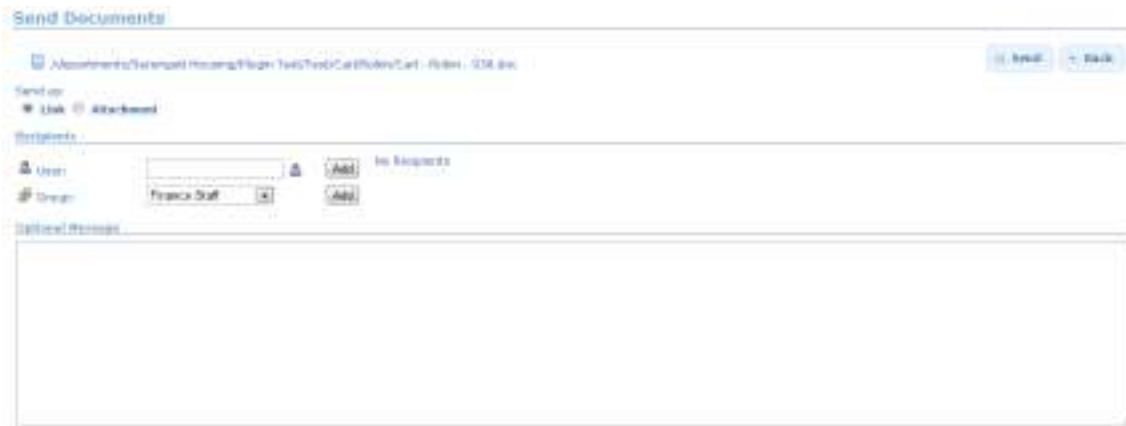 Send Documents
Send Back
Send as:
Link Attachment
Recipients
User: Add No Recipients
Group: Finance Staff Add
Optional Message